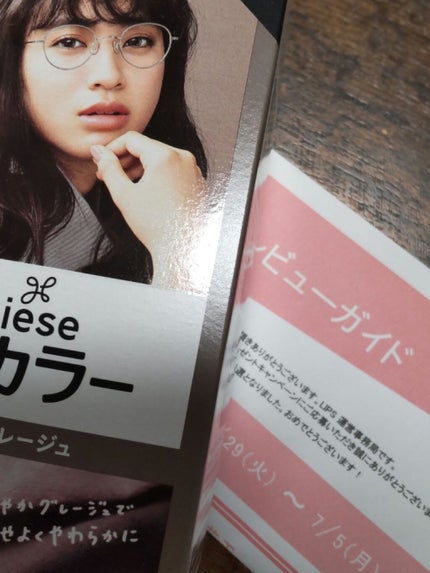 iese
カラー
レージュ
やかグレージュで
せよくやわらかに
レビューガイド
置きありがとうございます。LIPS 運営事務局です。
ゼントキャンペーンにご応募いただき誠にありがとうございま
選となりました。おめでとうございます!
/29(火) ～ 7/5(月)